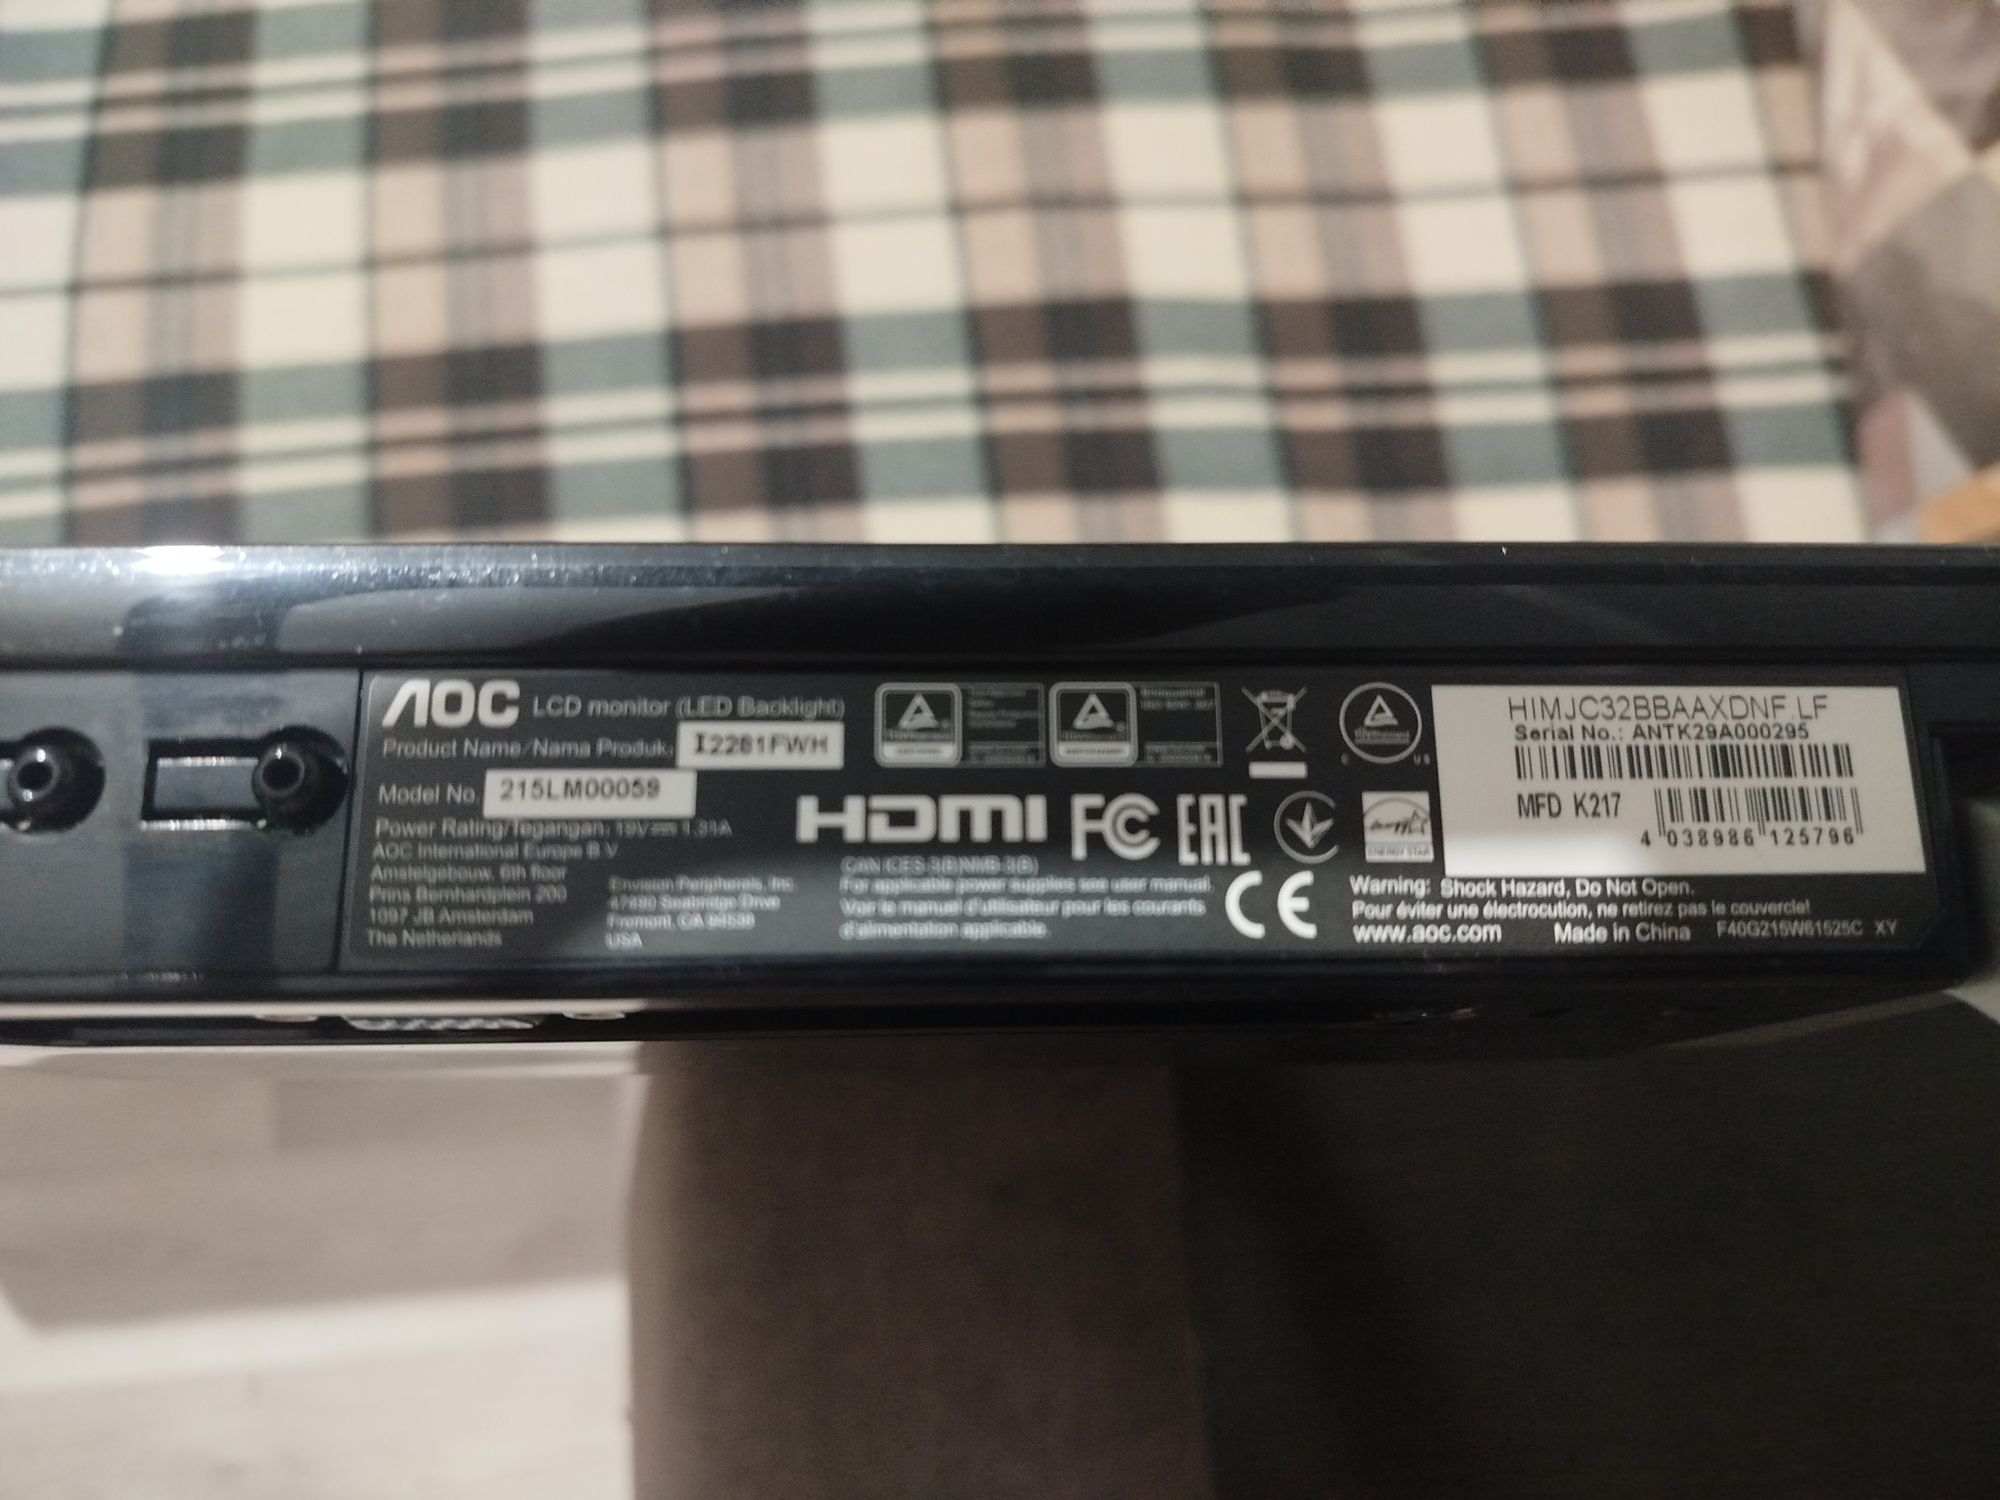 AOC LCD monitor (LED Backlight)
Product Name/Nama Produk: I2281FWH
Model No. 215LM00059
Power Rating/Tegangan: 19V⎓1.31A
AOC International Europe B.V
Amstelgebouw, 6th floor
Prins Bernhardplein 200
1097 JB Amsterdam
The Netherlands
Envision Peripherals, Inc.
47490 Seabridge Drive
Fremont, CA 94538
USA
HDMI FC EAC
ENERGY STAR
CAN ICES-3(B)/NMB-3(B)
For applicable power supplies see user manual.
Voir le manuel d'utilisateur pour les courants
d'alimentation applicable.
CE
HIMJC32BBAAXDNF.LF
Serial No.: ANTK29A000295
MFD K217
4 038986 125796
Warning: Shock Hazard, Do Not Open.
Pour éviter une électrocution, ne retirez pas le couvercle!
www.aoc.com Made in China F40G215W61525C XY